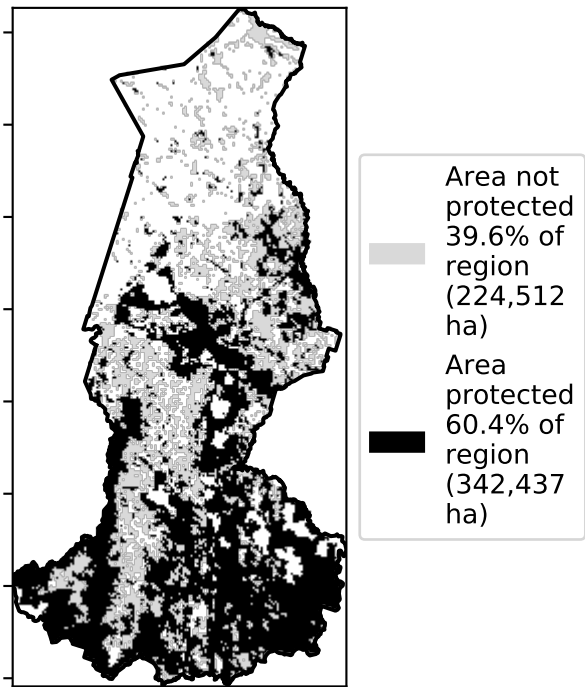 Area not
protected
39.6% of
region
(224,512
ha)
Area
protected
60.4% of
region
(342,437
ha)